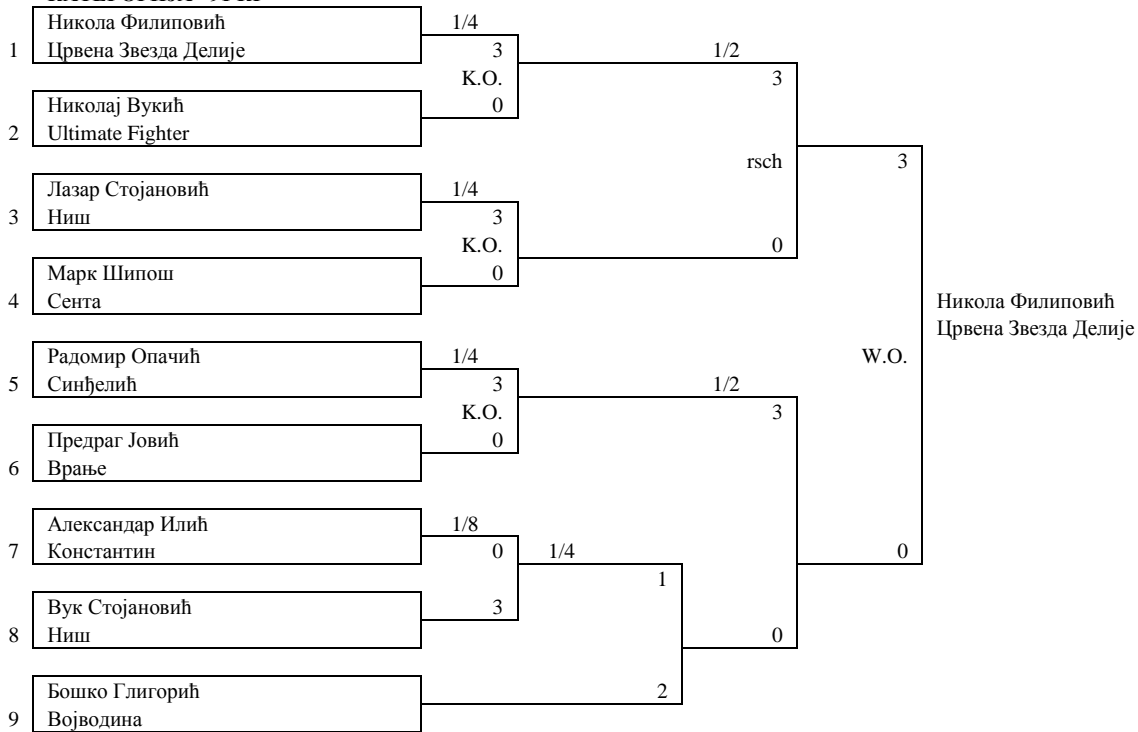 Никола Филиповић 1/4
1 Црвена Звезда Делије 3 1/2
K.O. 3
Николај Вукић 0
2 Ultimate Fighter
rsch 3
Лазар Стојановић 1/4
3 Ниш 3
K.O. 0
Марк Шипош 0
4 Сента Никола Филиповић
Црвена Звезда Делије
Радомир Опачић 1/4 W.O.
5 Синђелић 3 1/2
K.O. 3
Предраг Јовић 0
6 Врање
Александар Илић 1/8
7 Константин 0 1/4 0
1
Вук Стојановић 3
8 Ниш 0
Бошко Глигорић 2
9 Војводина